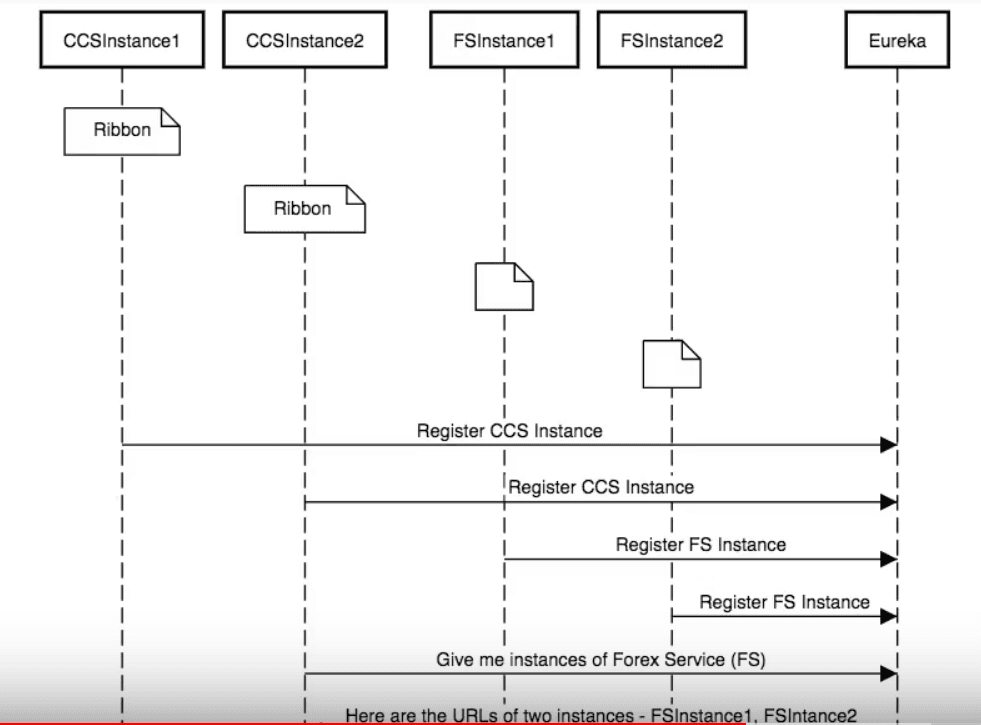 CCSInstance1
CCSInstance2
FSInstance1
FSInstance2
Eureka
Ribbon
Ribbon
Register CCS Instance
Register CCS Instance
Register FS Instance
Register FS Instance
Give me instances of Forex Service (FS)
Here are the URLs of two instances - FSInstance1, FSIntance2